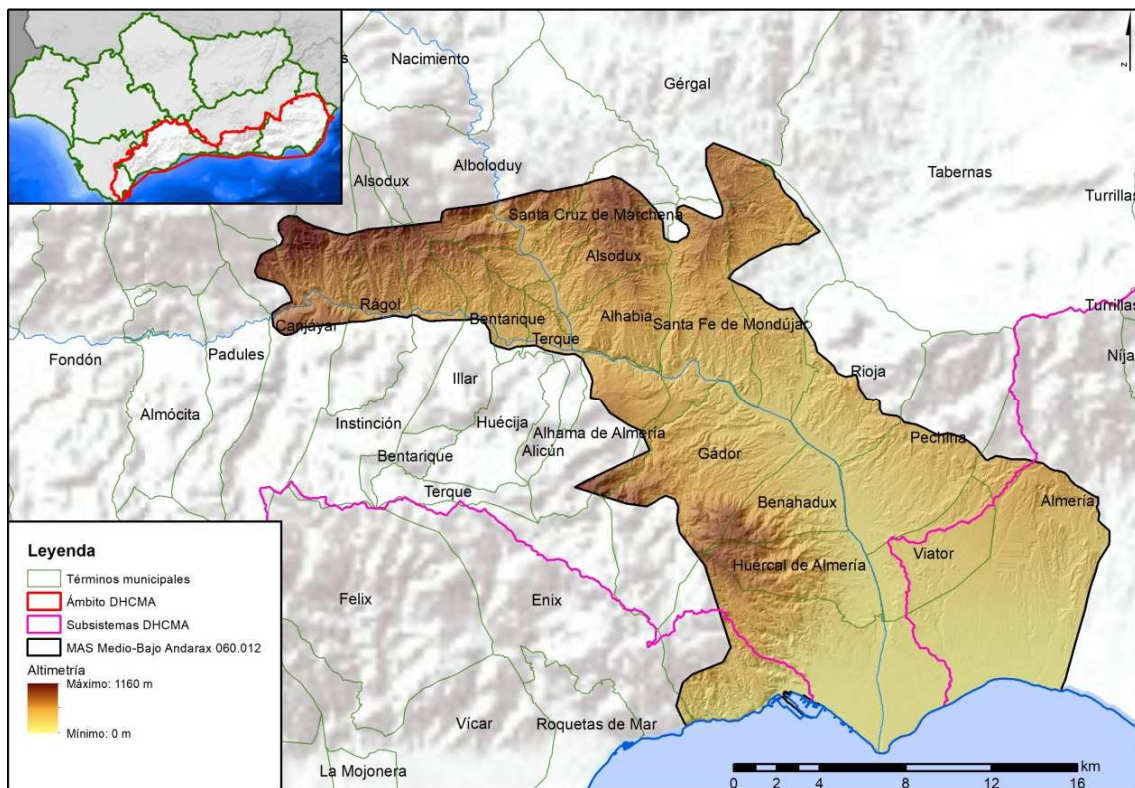 Nacimiento
Gérgal
z
Alboloduy
Tabernas
Alsodux
Turrillas
Santa Cruz de Marchena
Alsodux
Rágol
Canjáyar
Bentarique
Alhabia
Santa Fe de Mondújar
Turrillas
Terque
Fondón
Padules
Illar
Rioja
Níja
Almócita
Instinción
Huécija
Alhama de Almería
Pechina
Bentarique
Alicún
Gádor
Terque
Benahadux
Almería
Viator
Huércal de Almería
Felix
Enix
Vícar
Roquetas de Mar
La Mojonera
Leyenda
Términos municipales
Ámbito DHCMA
Subsistemas DHCMA
MAS Medio-Bajo Andarax 060.012
Altimetría
Máximo: 1160 m
Mínimo: 0 m
km
0 2 4 8 12 16